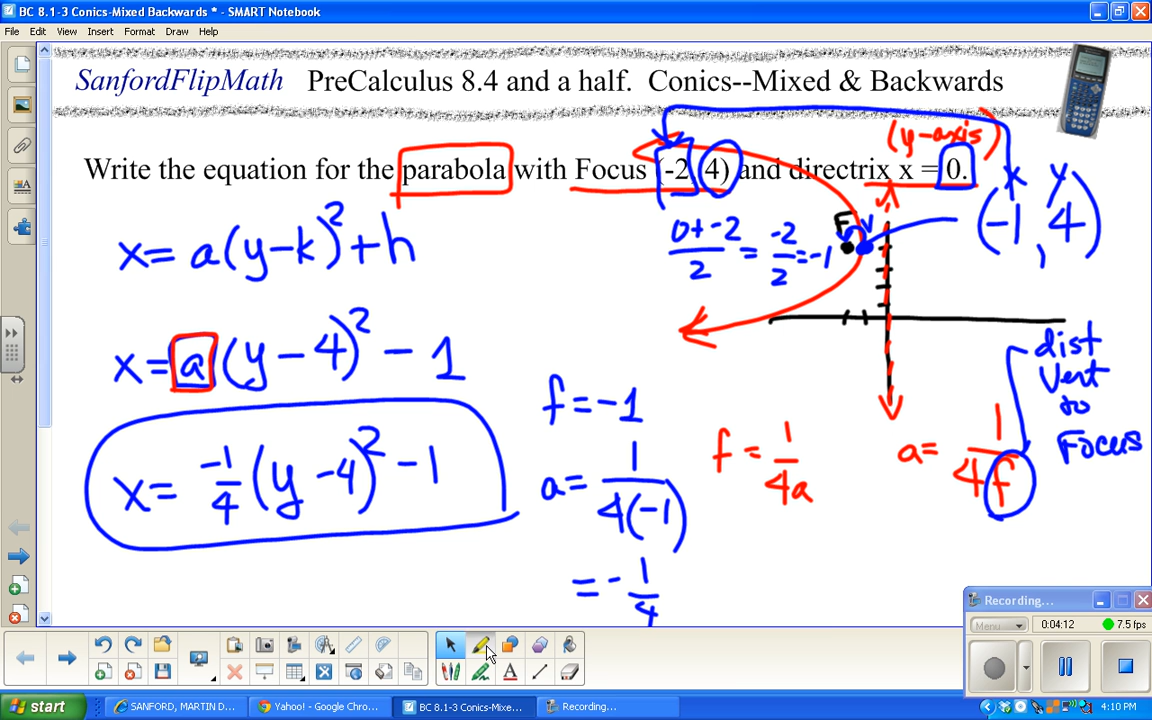 BC 8.1-3 Conics-Mixed Backwards * - SMART Notebook
File Edit View Insert Format Draw Help
SanfordFlipMath PreCalculus 8.4 and a half. Conics--Mixed & Backwards
(y-axis)
Write the equation for the parabola with Focus (-2, 4) and directrix x = 0.
x y
(-1, 4)
F V
0+-2/2 = -2/2 = -1
x = a(y-k)²+h
x = a(y-4)² - 1
dist
Vert
to
Focus
f = -1
f = 1/4a
a = 1/4f
x = -1/4(y-4)² - 1
a = 1/4(-1)
= -1/4
Recording...
Menu
0:04:12
7.5 fps
start
SANFORD, MARTIN D...
Yahoo! - Google Chro...
BC 8.1-3 Conics-Mixe...
Recording...
4:10 PM